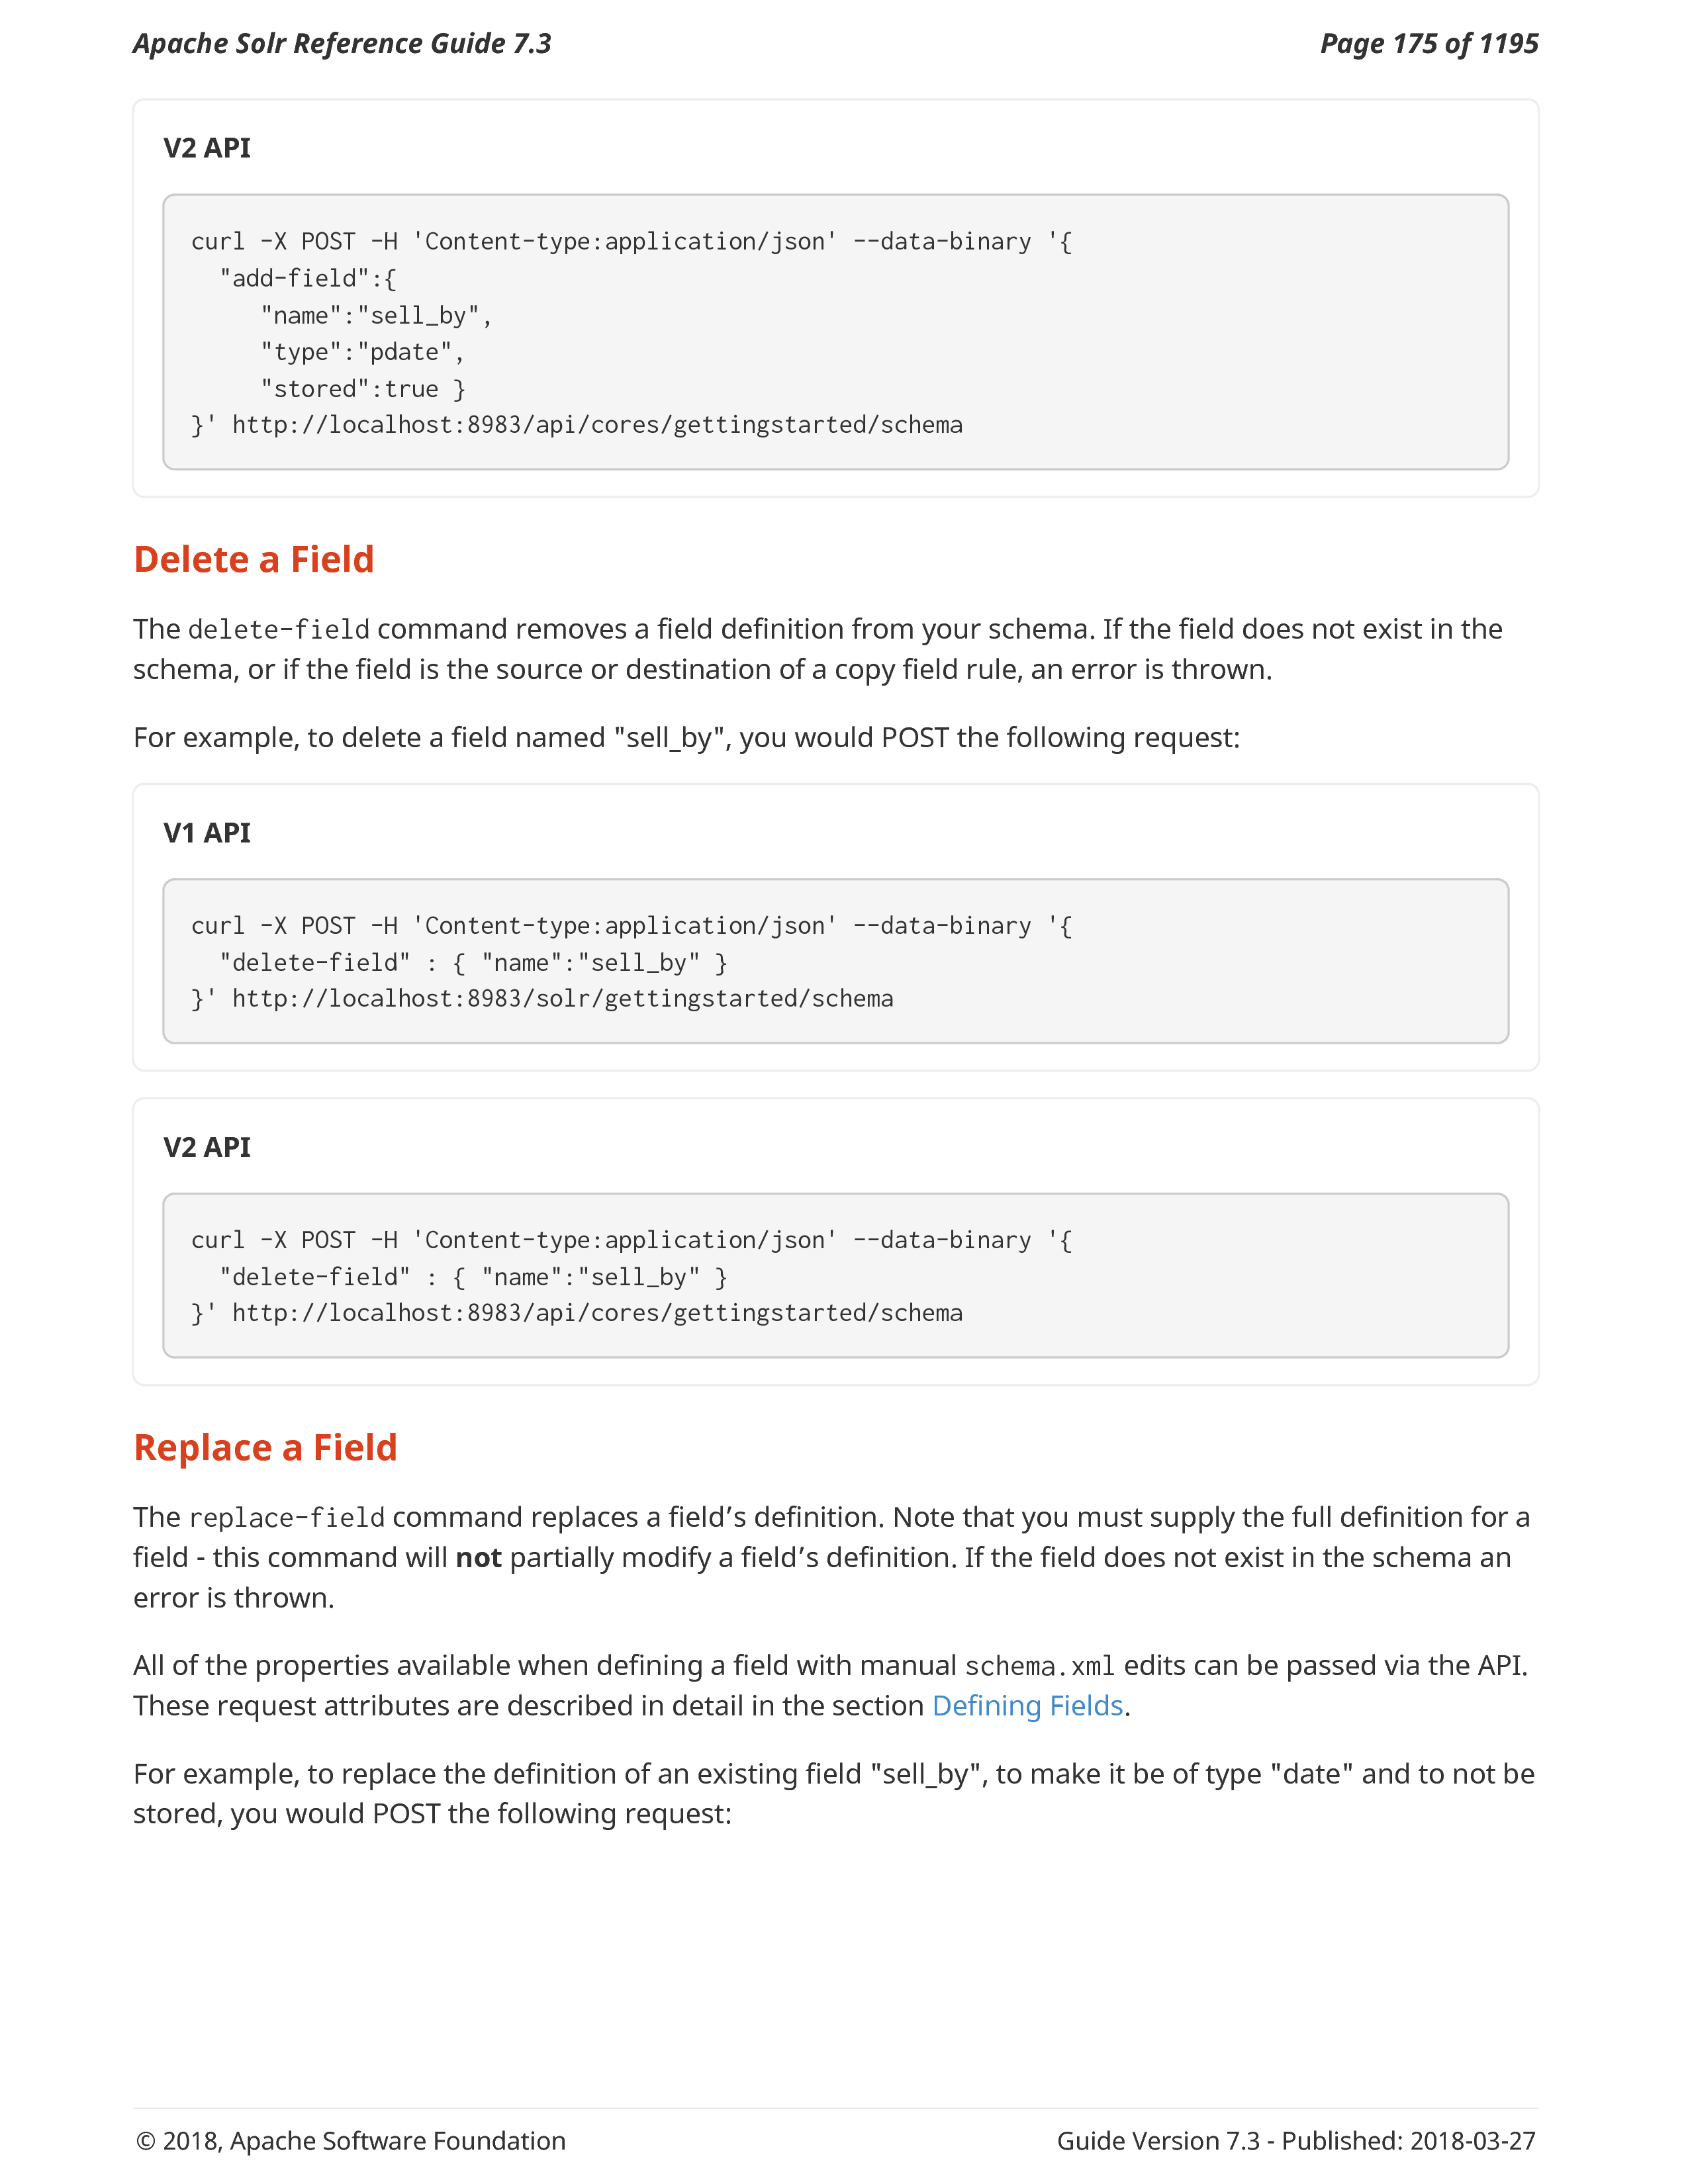 Apache Solr Reference Guide 7.3 Page 175 of 1195
V2 API
curl -X POST -H 'Content-type:application/json' --data-binary '{
  "add-field":{
     "name":"sell_by",
     "type":"pdate",
     "stored":true }
}' http://localhost:8983/api/cores/gettingstarted/schema
Delete a Field
The delete-field command removes a field definition from your schema. If the field does not exist in the
schema, or if the field is the source or destination of a copy field rule, an error is thrown.
For example, to delete a field named "sell_by", you would POST the following request:
V1 API
curl -X POST -H 'Content-type:application/json' --data-binary '{
  "delete-field" : { "name":"sell_by" }
}' http://localhost:8983/solr/gettingstarted/schema
V2 API
curl -X POST -H 'Content-type:application/json' --data-binary '{
  "delete-field" : { "name":"sell_by" }
}' http://localhost:8983/api/cores/gettingstarted/schema
Replace a Field
The replace-field command replaces a field’s definition. Note that you must supply the full definition for a
field - this command will not partially modify a field’s definition. If the field does not exist in the schema an
error is thrown.
All of the properties available when defining a field with manual schema.xml edits can be passed via the API.
These request attributes are described in detail in the section Defining Fields.
For example, to replace the definition of an existing field "sell_by", to make it be of type "date" and to not be
stored, you would POST the following request:
© 2018, Apache Software Foundation Guide Version 7.3 - Published: 2018-03-27